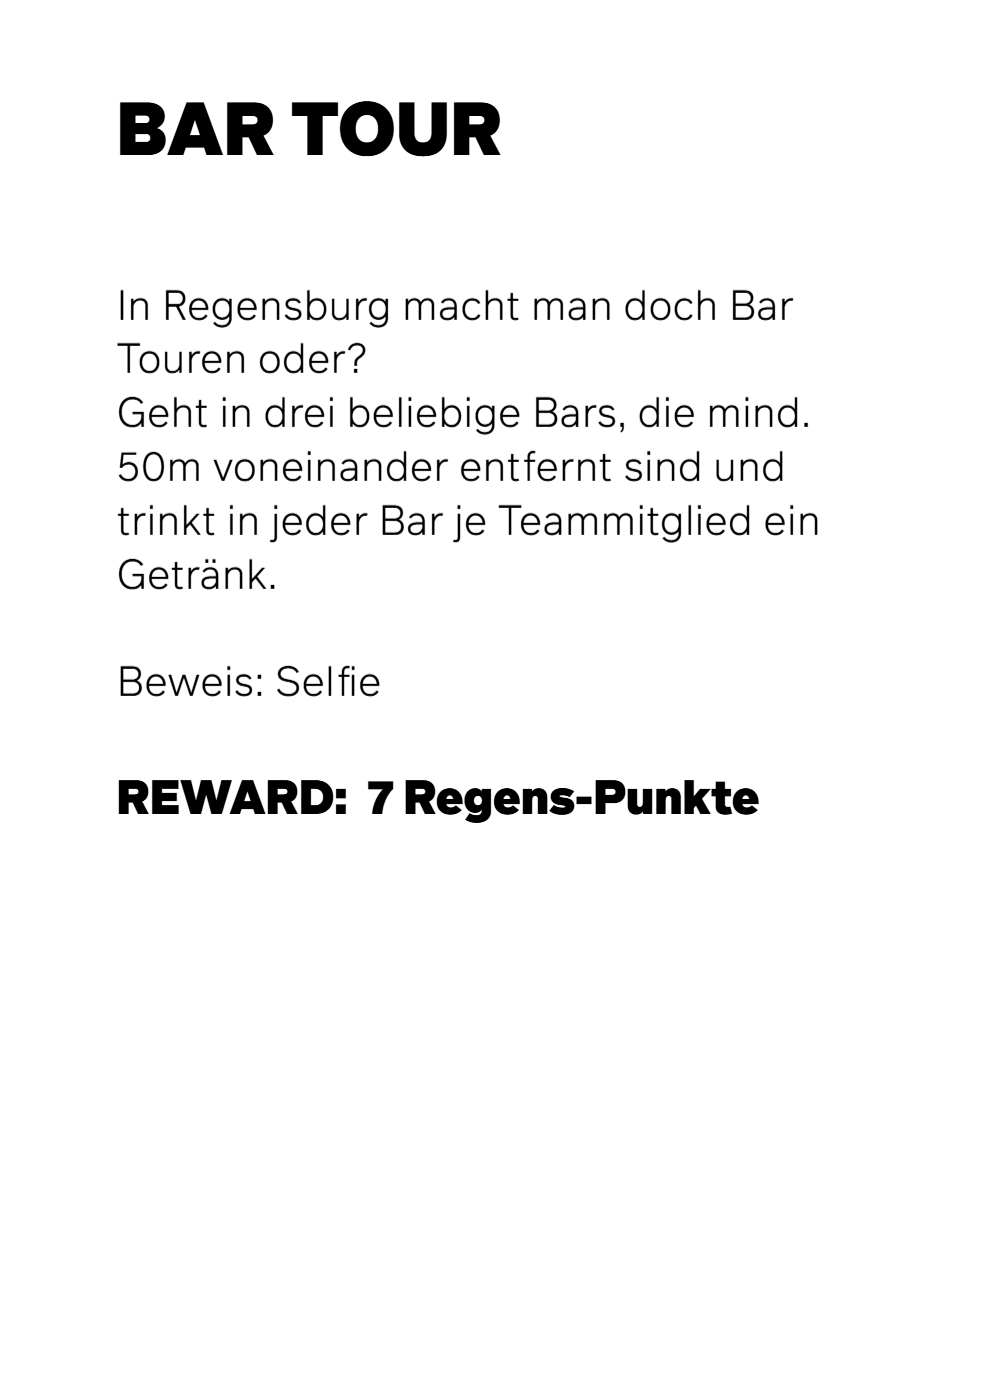 BAR TOUR
In Regensburg macht man doch Bar
Touren oder?
Geht in drei beliebige Bars, die mind.
50m voneinander entfernt sind und
trinkt in jeder Bar je Teammitglied ein
Getränk.
Beweis: Selfie
REWARD: 7 Regens-Punkte